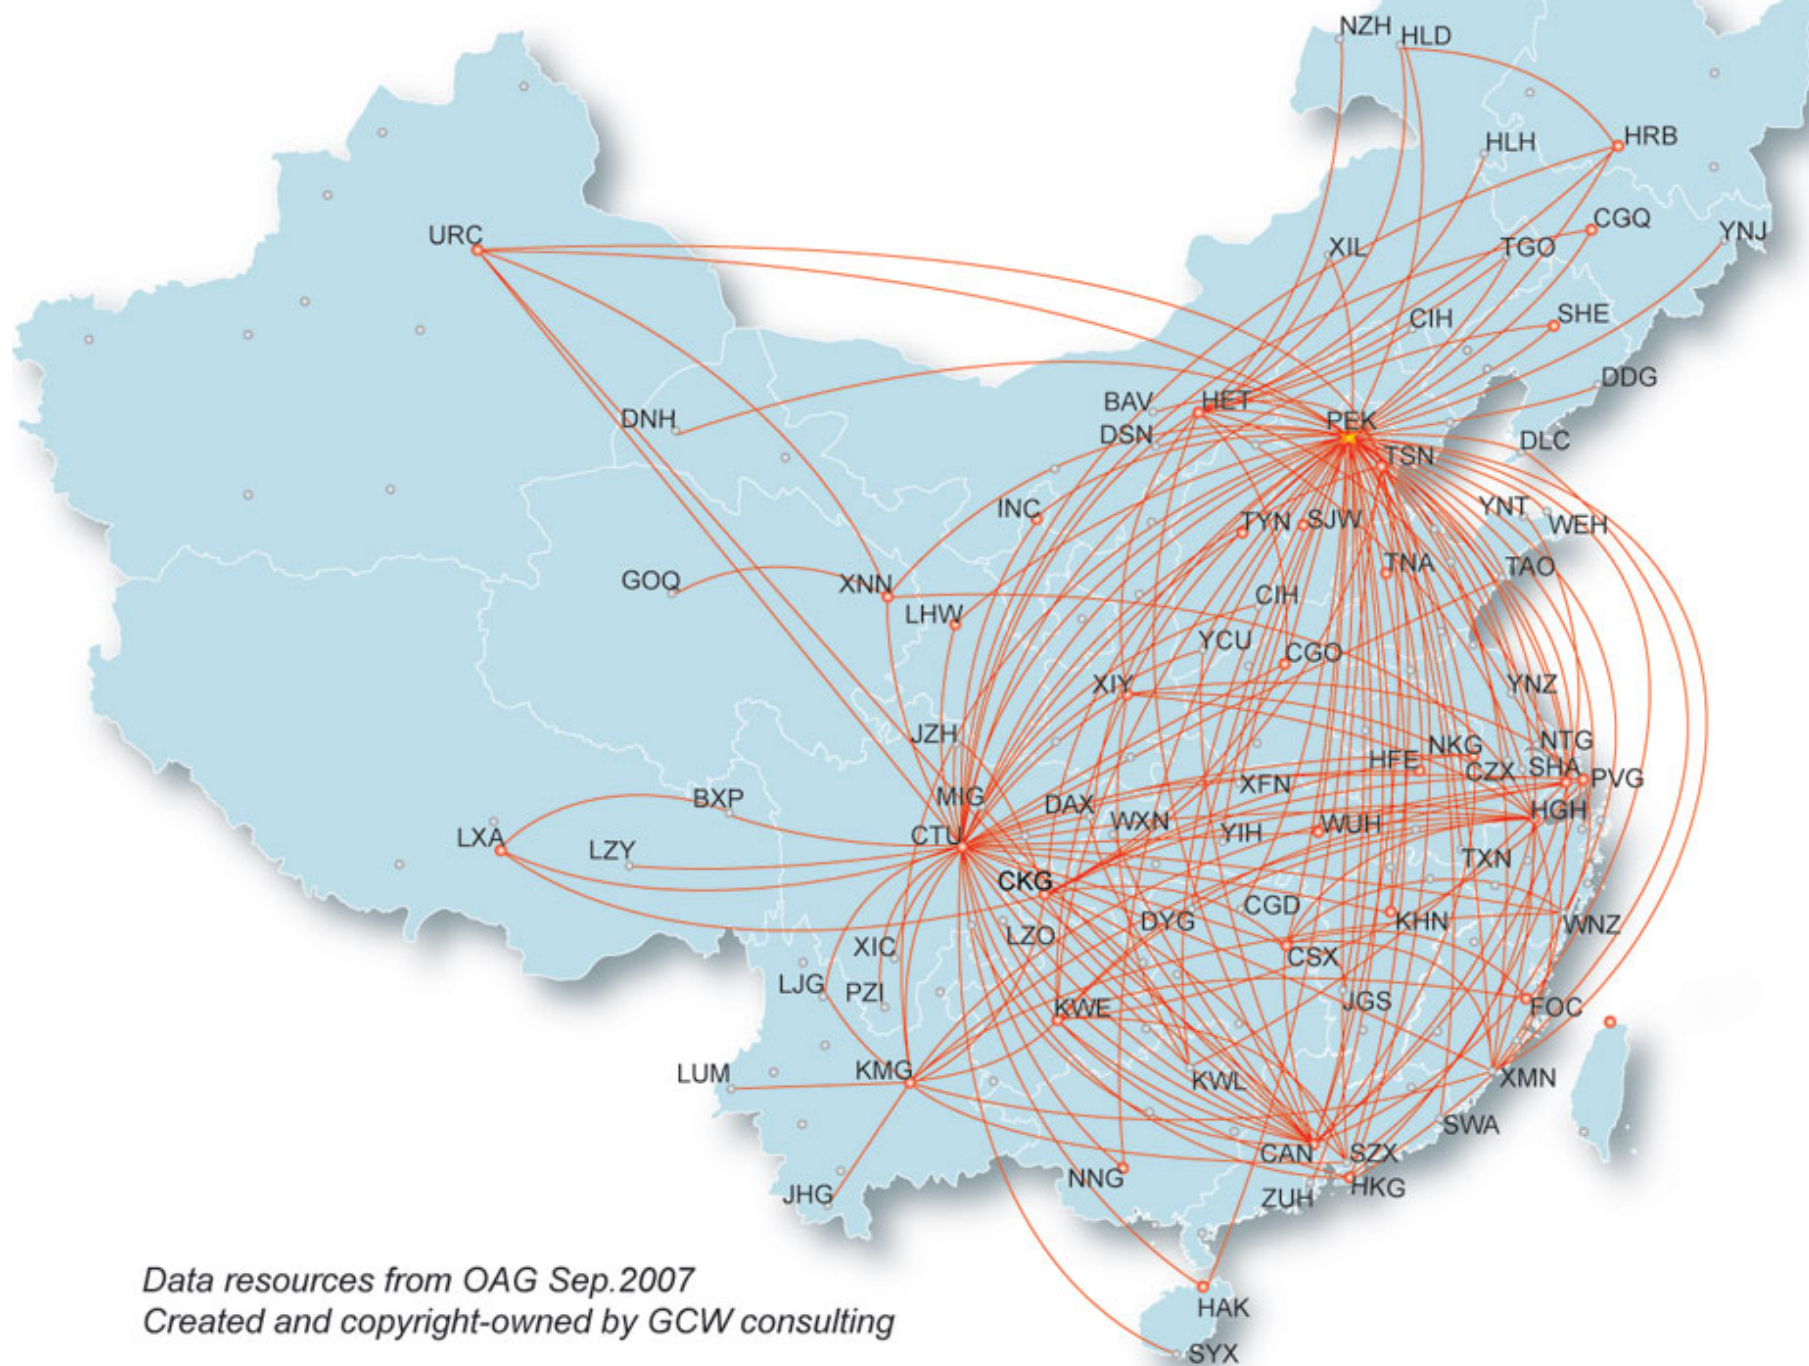 NZH
HLD
HRB
HLH
CGQ
YNJ
URC
XIL
TGO
CIH
SHE
DDG
BAV
HET
DNH
PEK
DSN
DLC
TSN
INC
YNT
WEH
TYN
SJW
TNA
TAO
GOQ
XNN
CIH
LHW
YCU
CGO
XIY
YNZ
JZH
NKG
NTG
HFE
CZX
SHA
PVG
XFN
BXP
MIG
DAX
HGH
WXN
WUH
YIH
LXA
LZY
CTU
TXN
CKG
CGD
DYG
KHN
WNZ
LZO
XIC
CSX
LJG
PZI
KWE
JGS
FOC
LUM
KMG
KWL
XMN
SWA
CAN
SZX
NNG
HKG
JHG
ZUH
Data resources from OAG Sep.2007
Created and copyright-owned by GCW consulting
HAK
SYX